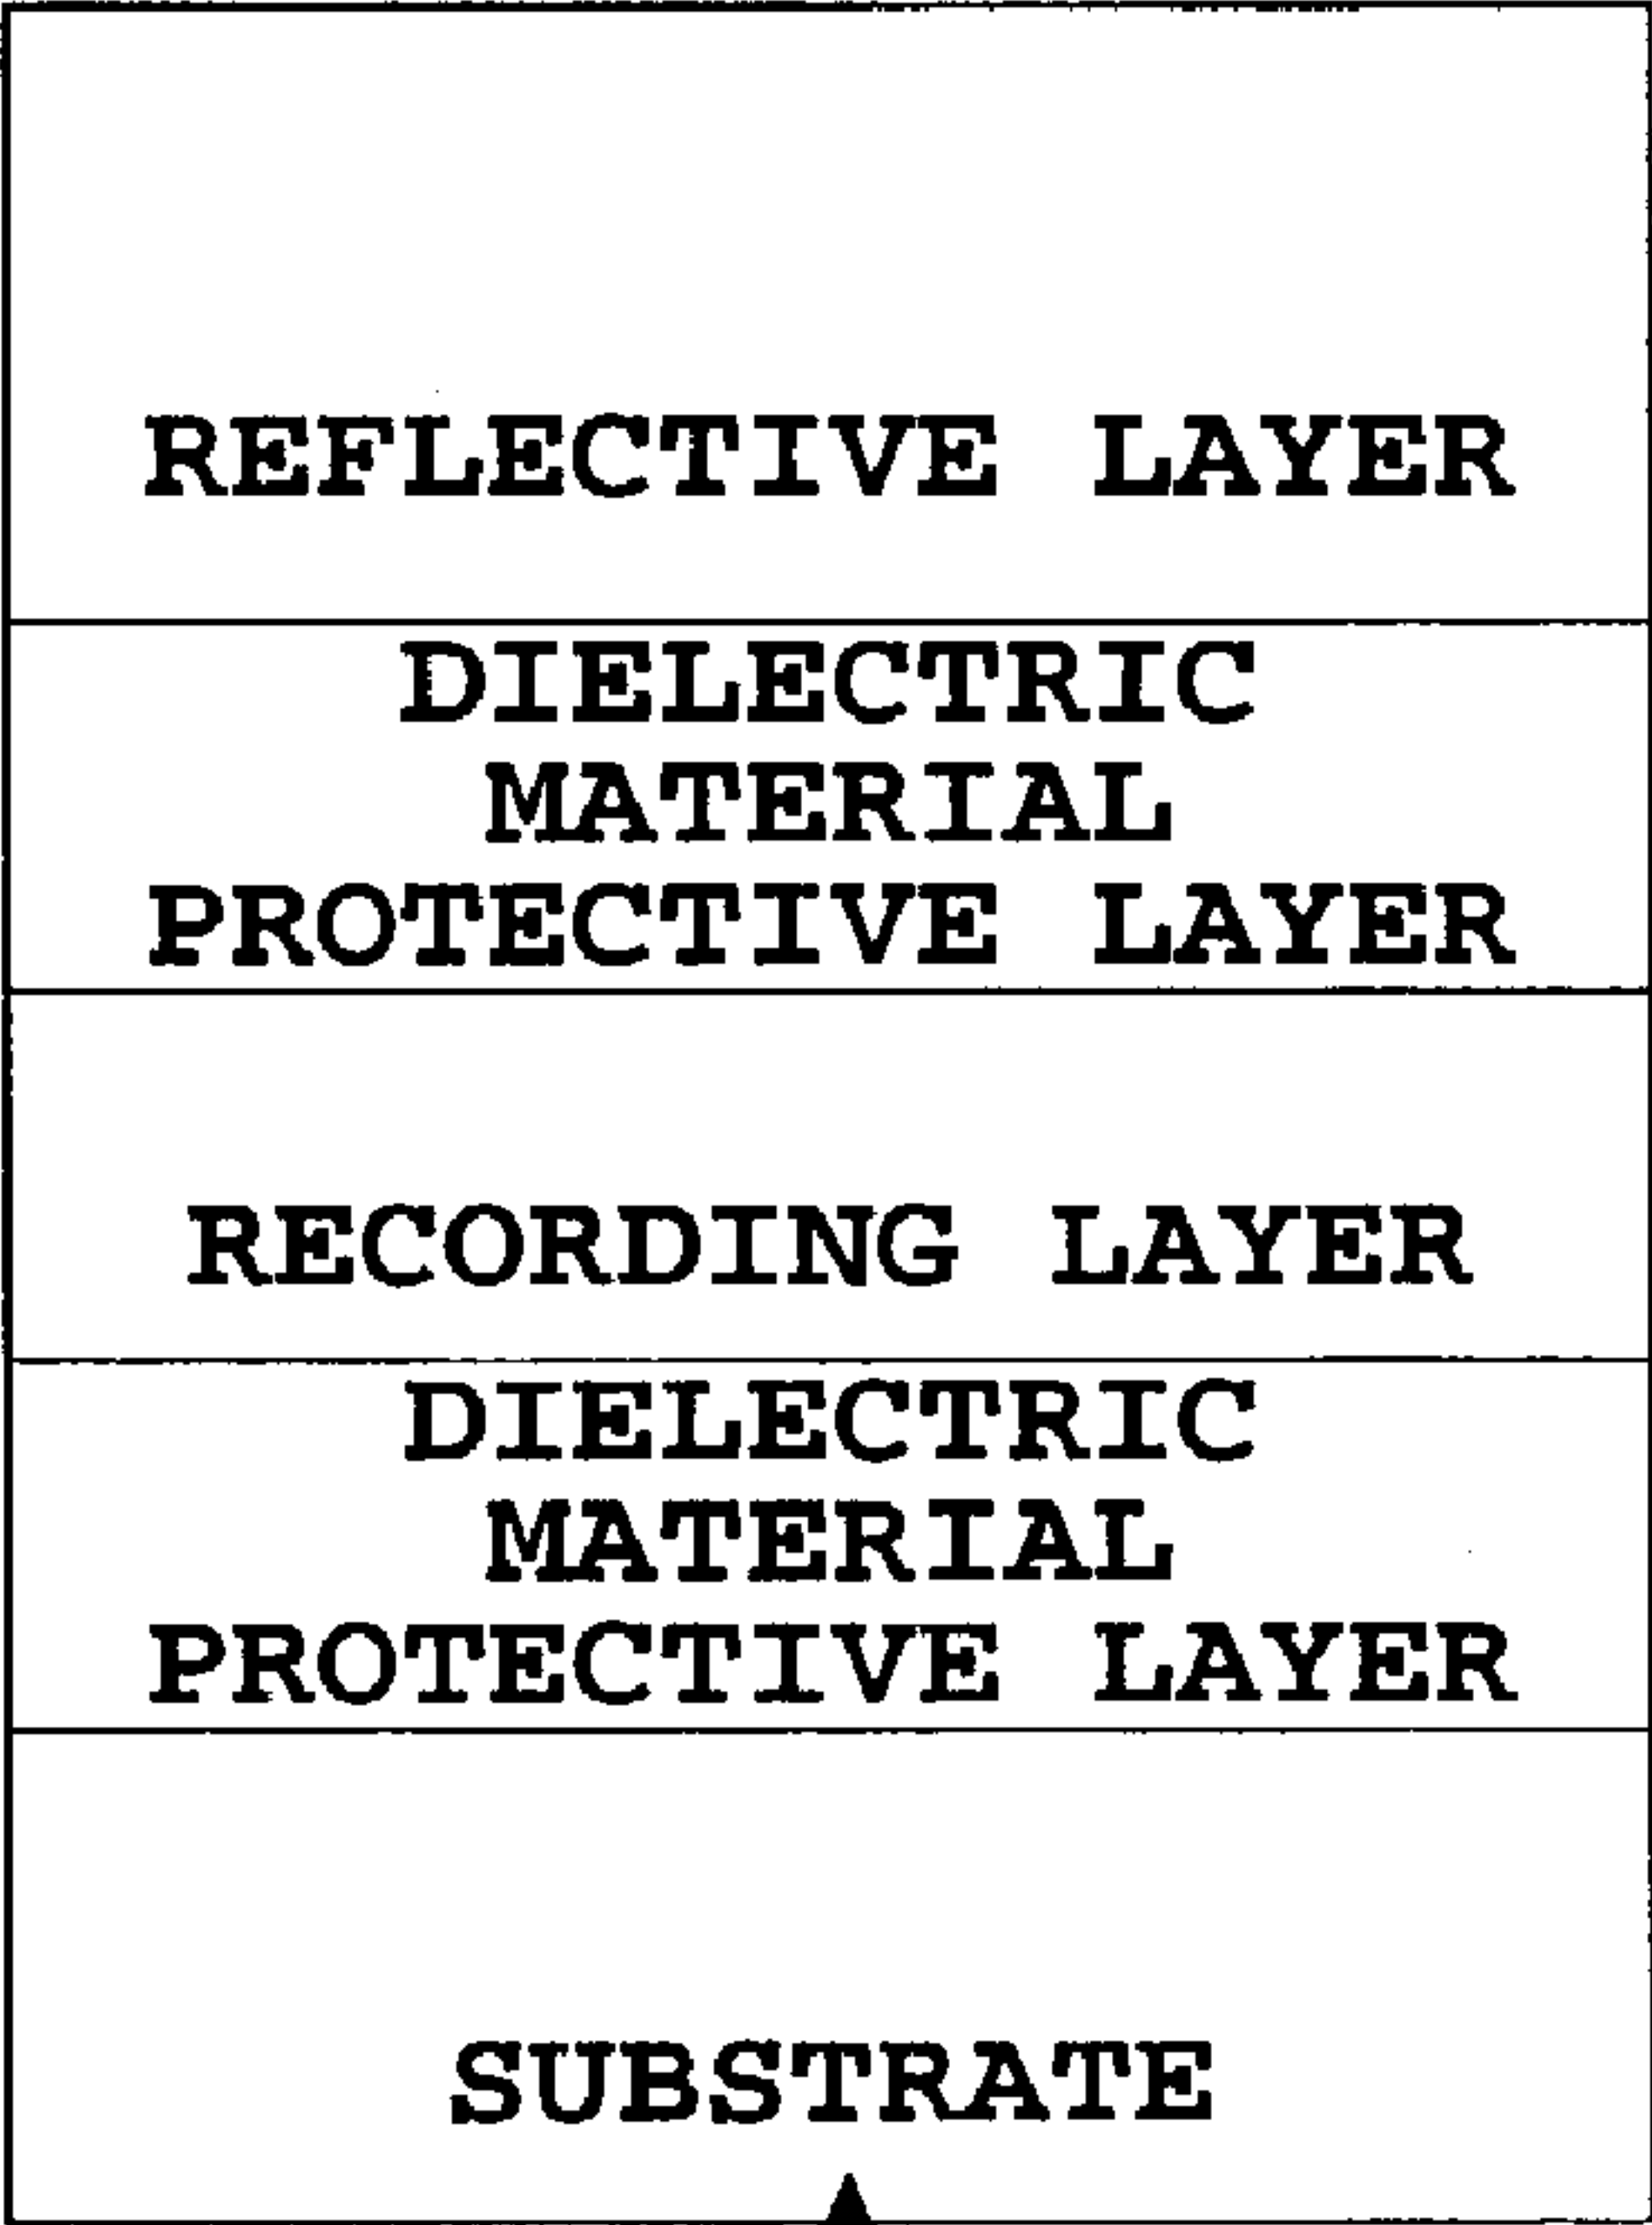 REFLECTIVE LAYER
DIELECTRIC
MATERIAL
PROTECTIVE LAYER
RECORDING LAYER
DIELECTRIC
MATERIAL
PROTECTIVE LAYER
SUBSTRATE